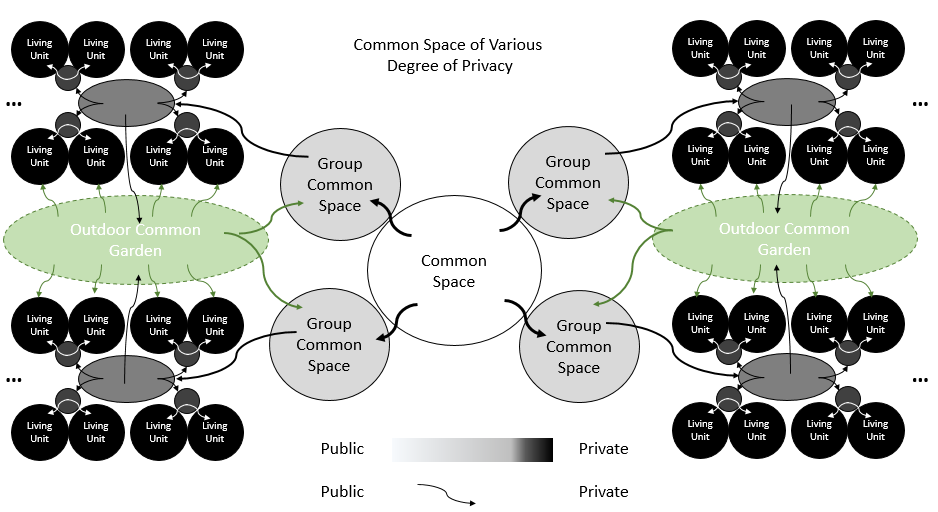 Living Unit
Living Unit
Living Unit
Living Unit
Common Space of Various
Degree of Privacy
Living Unit
Living Unit
Living Unit
Living Unit
...
...
Living Unit
Living Unit
Living Unit
Living Unit
Group
Common
Space
Group
Common
Space
Living Unit
Living Unit
Living Unit
Living Unit
Outdoor Common
Garden
Common
Space
Outdoor Common
Garden
Living Unit
Living Unit
Living Unit
Living Unit
Group
Common
Space
Group
Common
Space
Living Unit
Living Unit
Living Unit
Living Unit
...
...
Living Unit
Living Unit
Living Unit
Living Unit
Living Unit
Living Unit
Living Unit
Living Unit
Public Private
Public Private